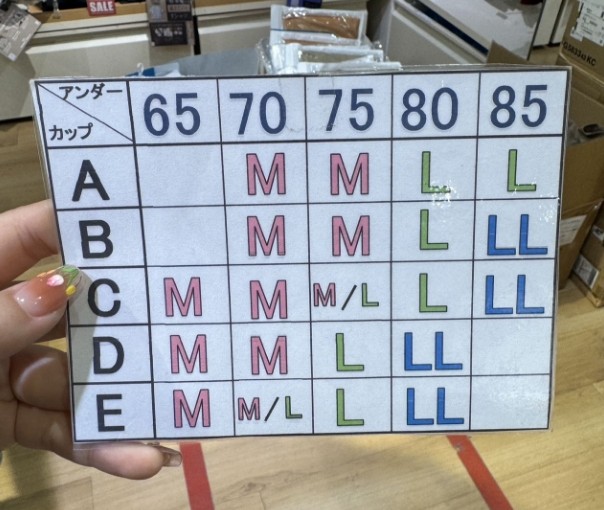 SALE
アンダー
カップ
65 70 75 80 85
A M M L L
B M M L LL
C M M M/L L LL
D M M L LL
E M M/L L LL